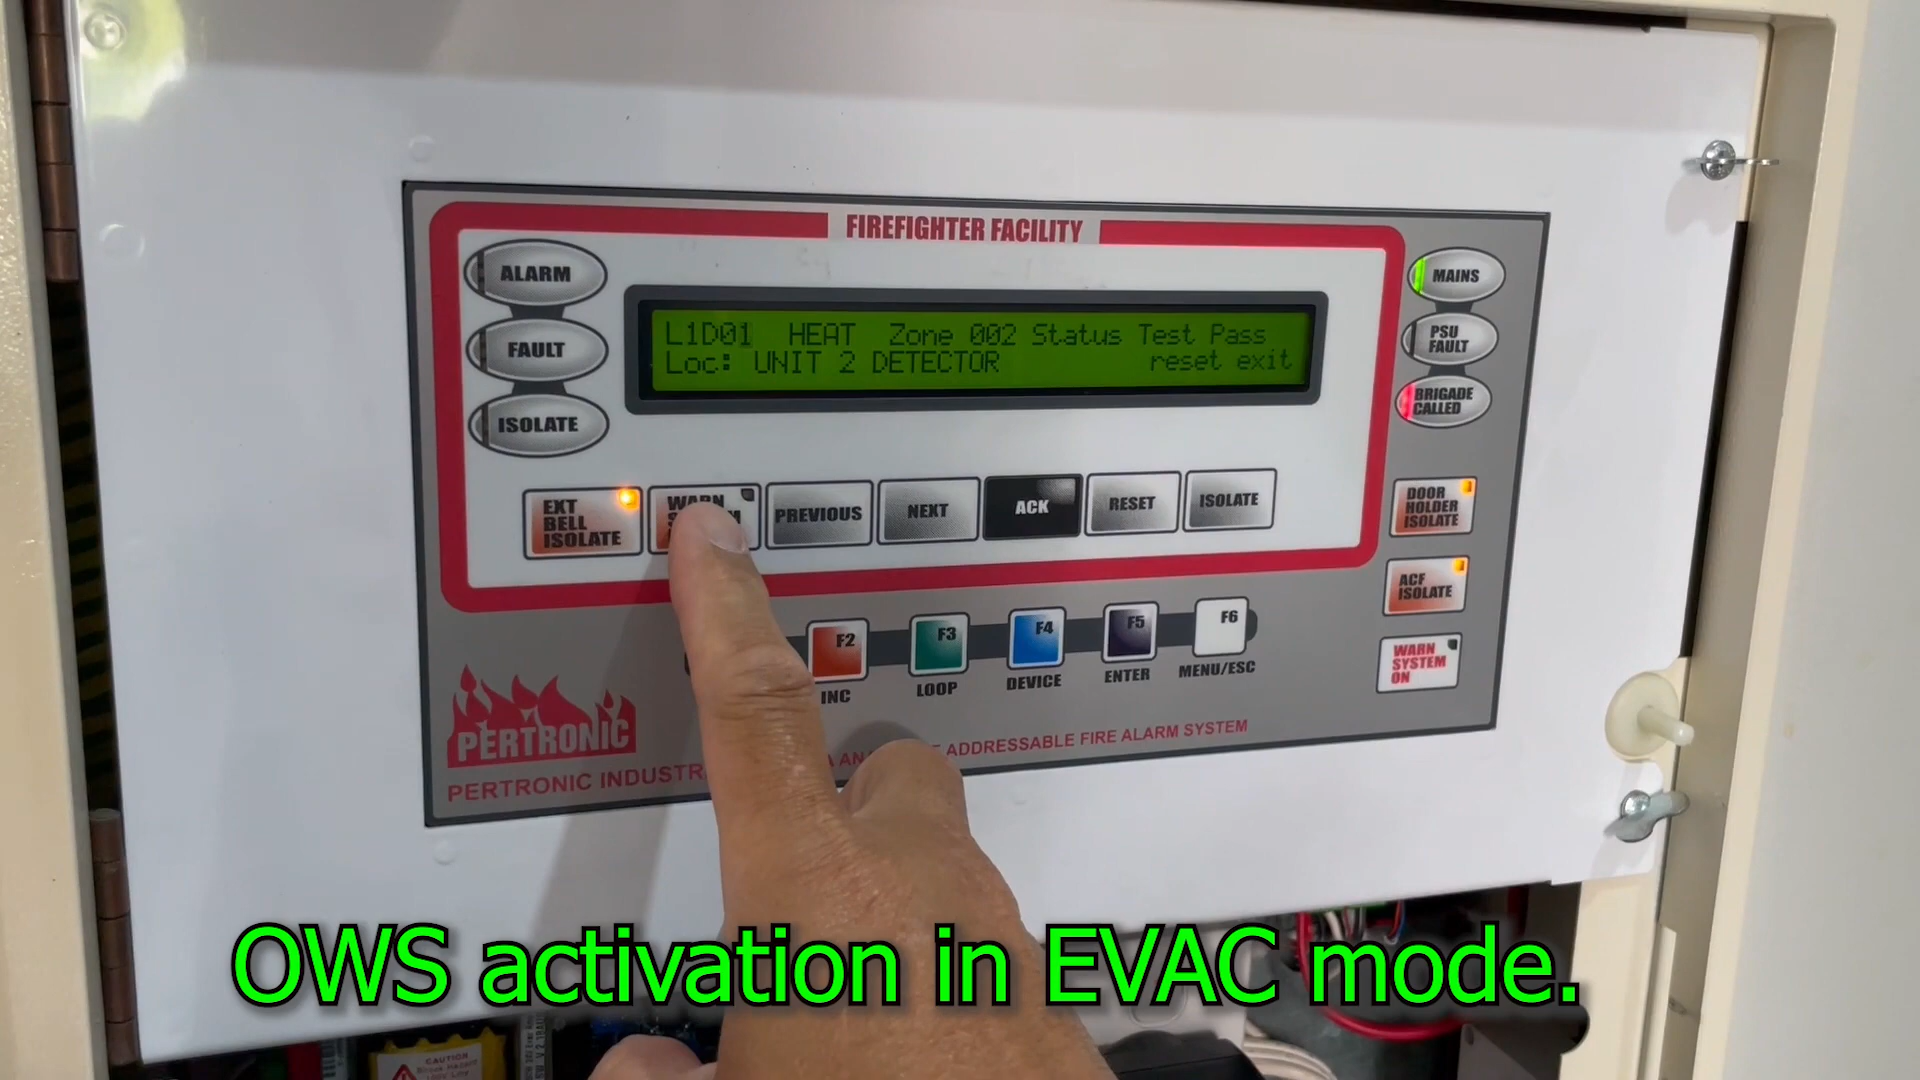 FIREFIGHTER FACILITY
ALARM
FAULT
ISOLATE
L1D01 HEAT Zone 002 Status Test Pass
Loc: UNIT 2 DETECTOR reset exit
MAINS
PSU
FAULT
BRIGADE
CALLED
EXT
BELL
ISOLATE
WARN
PREVIOUS
NEXT
ACK
RESET
ISOLATE
DOOR
HOLDER
ISOLATE
ACF
ISOLATE
WARN
SYSTEM
ON
F2
INC
F3
LOOP
F4
DEVICE
F5
ENTER
F6
MENU/ESC
PERTRONIC
PERTRONIC INDUSTR
ADDRESSABLE FIRE ALARM SYSTEM
OWS activation in EVAC mode.
CAUTION